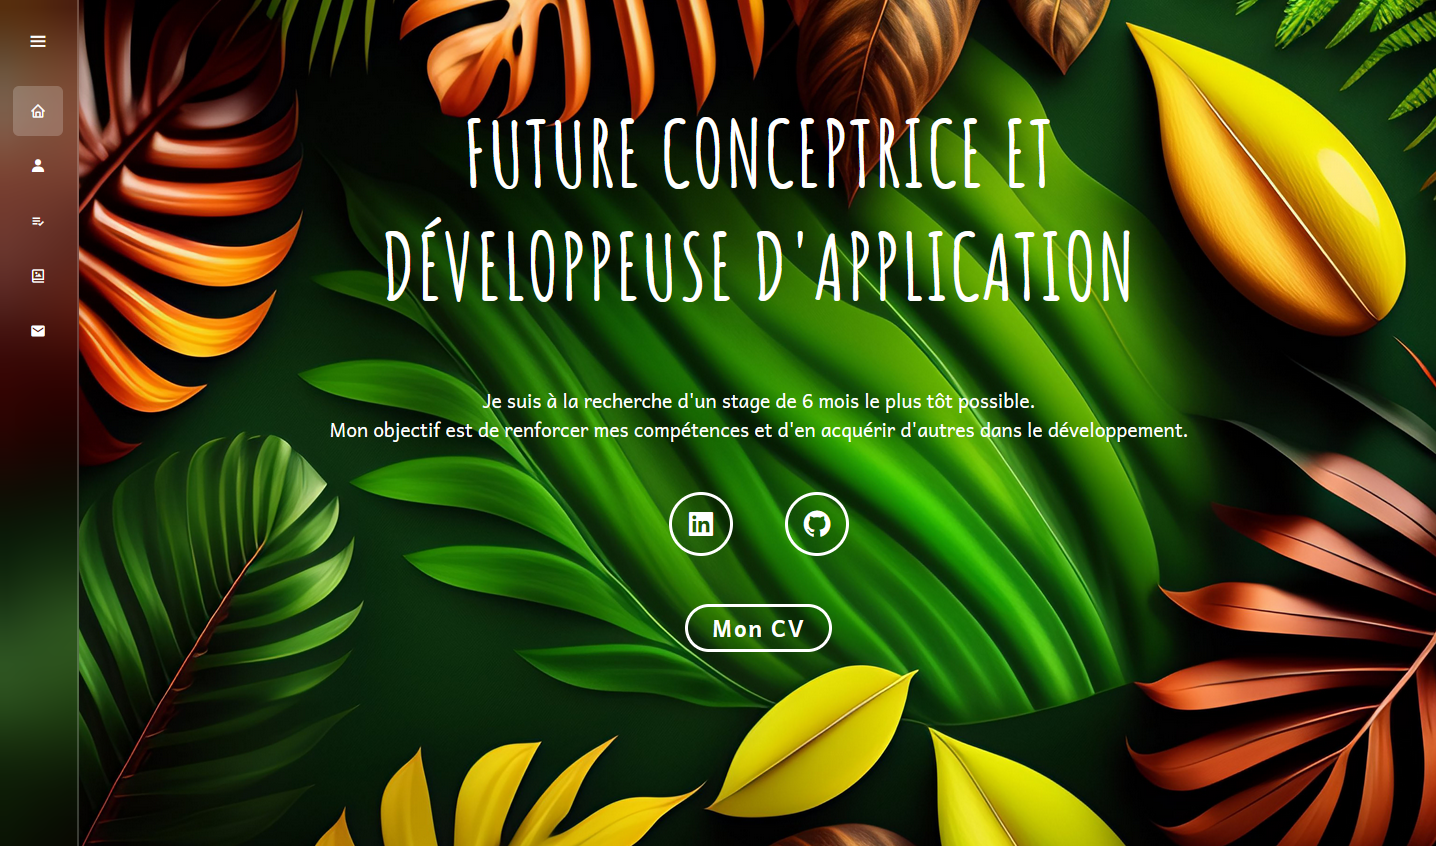 FUTURE CONCEPTRICE ET
DÉVELOPPEUSE D'APPLICATION
Je suis à la recherche d'un stage de 6 mois le plus tôt possible.
Mon objectif est de renforcer mes compétences et d'en acquérir d'autres dans le développement.
in
Mon CV